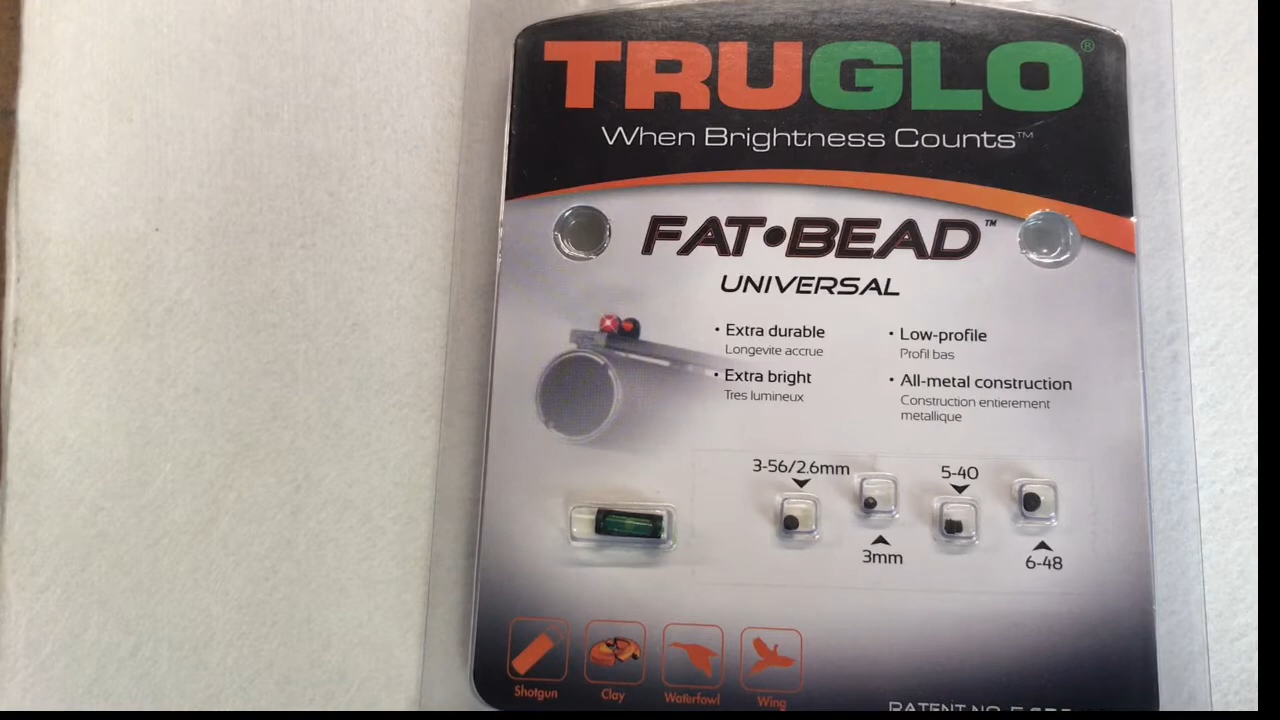 TRUGLO®
When Brightness Counts™
FAT•BEAD™
UNIVERSAL
• Extra durable
Longevite accrue
• Extra bright
Tres lumineux
• Low-profile
Profil bas
• All-metal construction
Construction entierement
metallique
3-56/2.6mm
3mm
5-40
6-48
Shotgun
Clay
Waterfowl
Wing
PATENT NO.